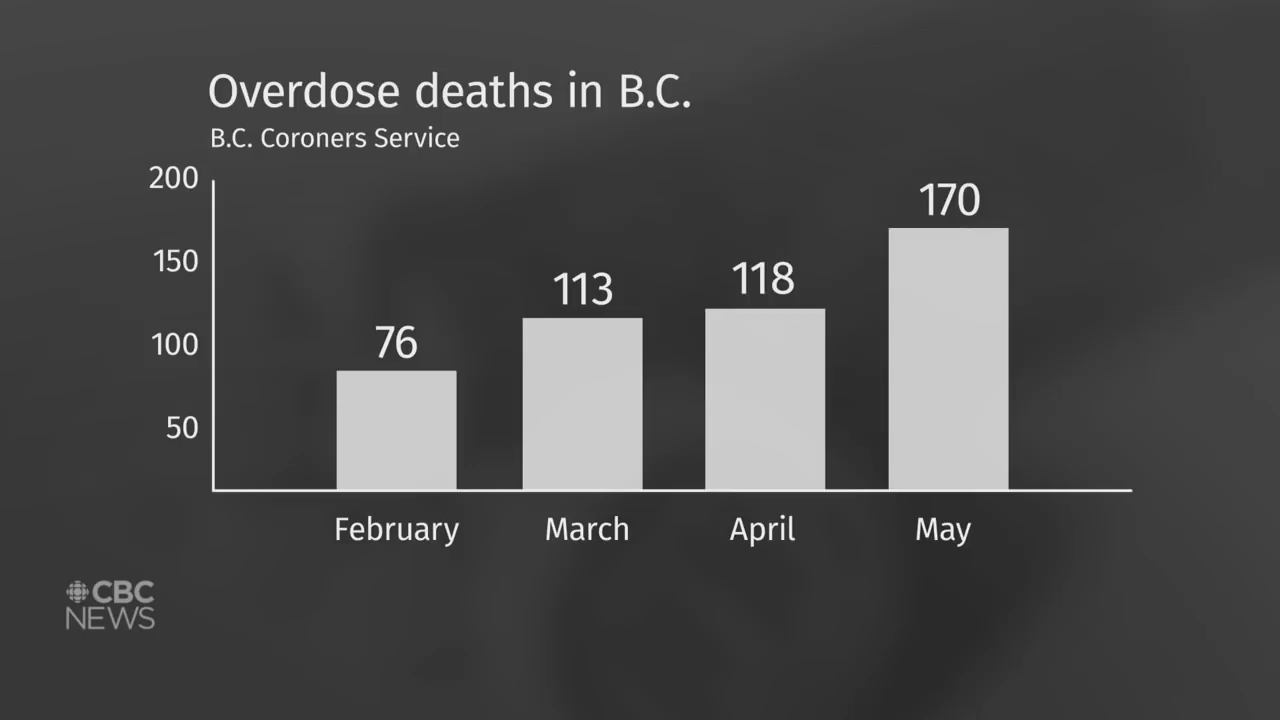 Overdose deaths in B.C.
B.C. Coroners Service
200
150
100
50
76
113
118
170
February
March
April
May
CBC
NEWS